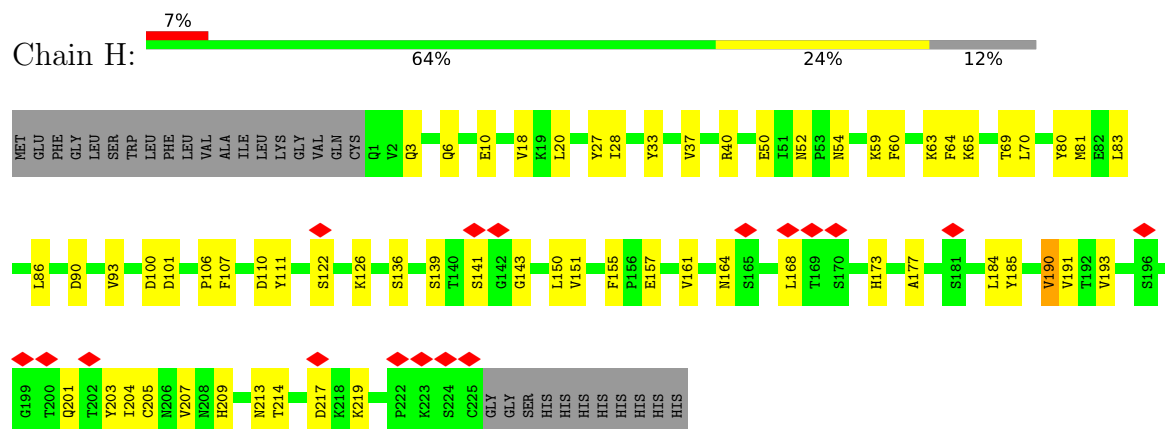 7%
Chain H:
64% 24% 12%
MET GLU PHE GLY LEU SER TRP LEU PHE LEU VAL ALA ILE LEU LYS GLY VAL GLN CYS Q1 V2 Q3 Q6 E10 V18 K19 L20 Y27 I28 Y33 V37 R40 E50 I51 N52 P53 N54 K59 F60 K63 F64 K65 T69 L70 Y80 M81 E82 L83
L86 D90 V93 D100 D101 P106 F107 D110 Y111 S122 K126 S136 S139 T140 S141 G142 G143 L150 V151 F155 P156 E157 V161 N164 S165 L168 T169 S170 H173 A177 S181 L184 Y185 V190 V191 T192 V193 S196
G199 T200 Q201 T202 Y203 I204 C205 N206 V207 N208 H209 N213 T214 D217 K218 K219 P222 K223 S224 C225 GLY GLY SER HIS HIS HIS HIS HIS HIS HIS HIS